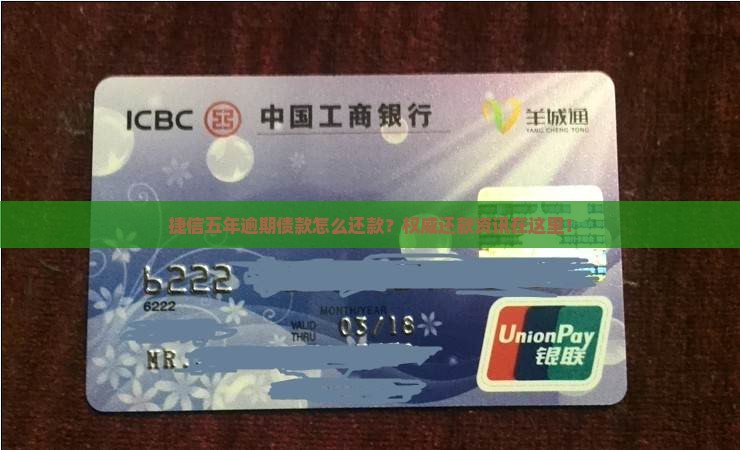 ICBC 中国工商银行 羊城通
YANG CHENG TONG
捷信五年逾期债款怎么还款？权威还款资讯在这里！
6222
6222
MONTH/YEAR
VALID THRU 03/18
MR.
UnionPay
银联